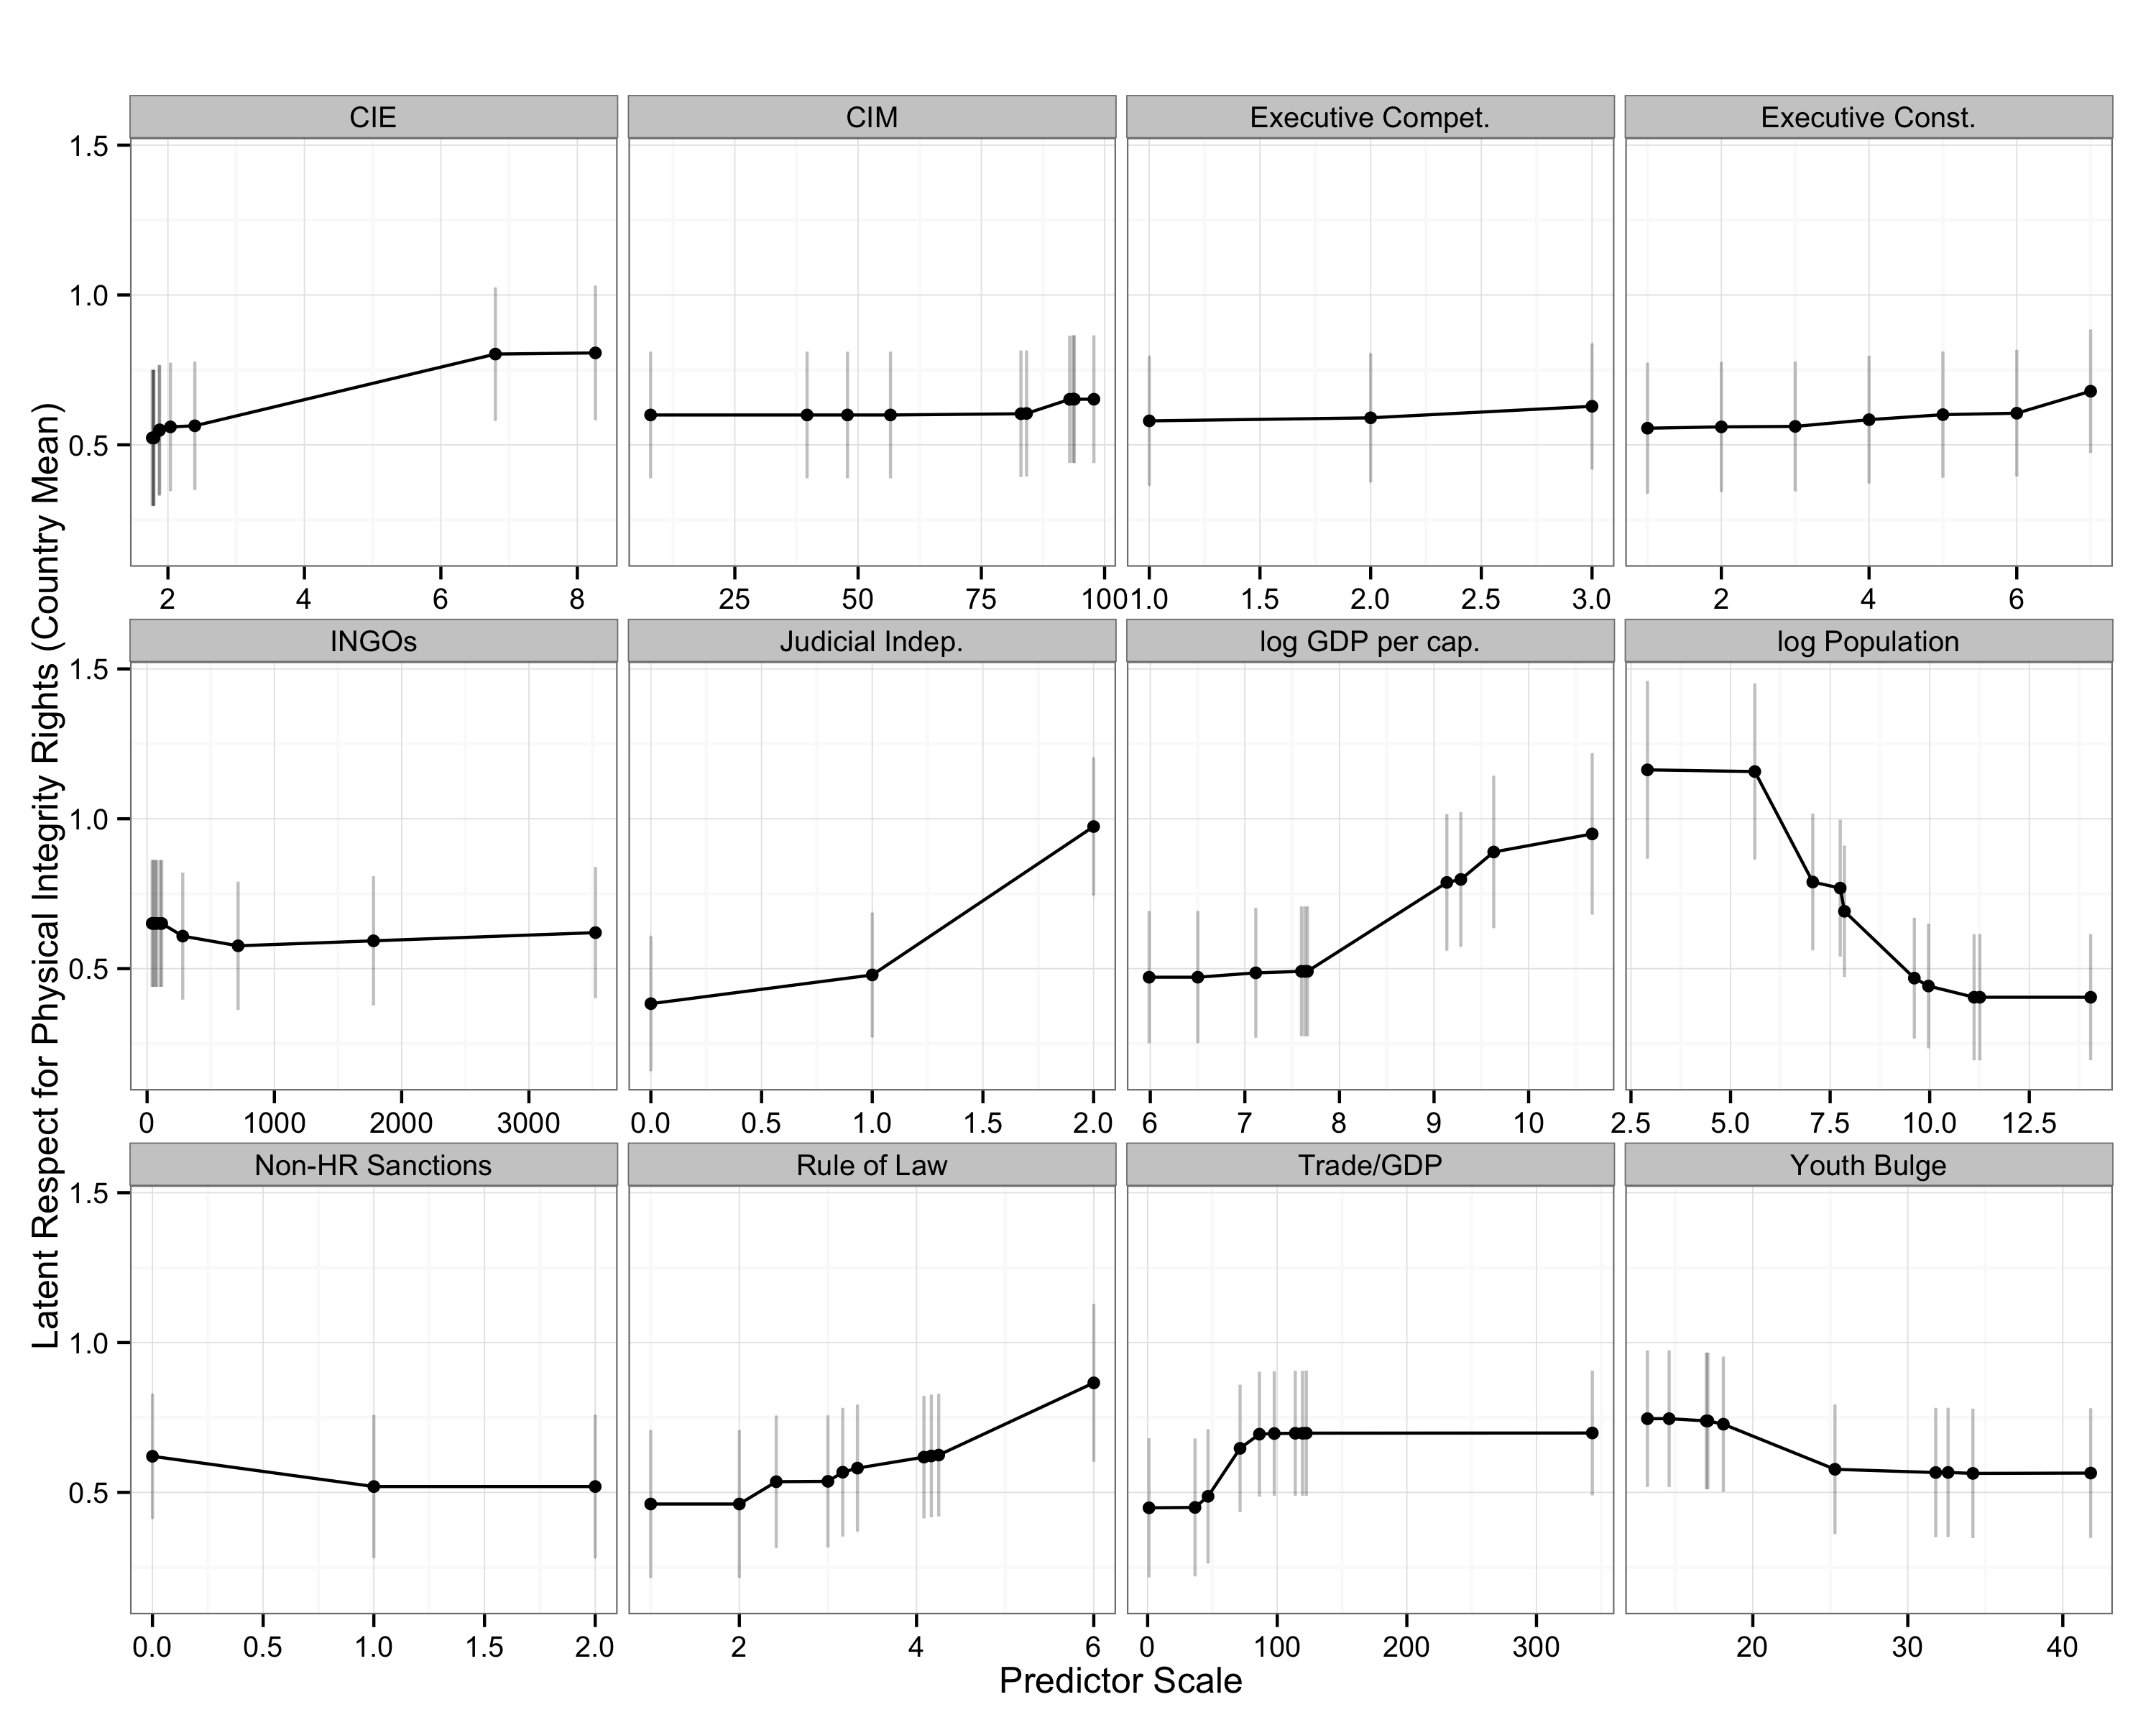 Latent Respect for Physical Integrity Rights (Country Mean)
CIE CIM Executive Compet. Executive Const.
1.5
1.0
0.5
2 4 6 8 25 50 75 100 1.0 1.5 2.0 2.5 3.0 2 4 6
INGOs Judicial Indep. log GDP per cap. log Population
1.5
1.0
0.5
0 1000 2000 3000 0.0 0.5 1.0 1.5 2.0 6 7 8 9 10 2.5 5.0 7.5 10.0 12.5
Non-HR Sanctions Rule of Law Trade/GDP Youth Bulge
1.5
1.0
0.5
0.0 0.5 1.0 1.5 2.0 2 4 6 0 100 200 300 20 30 40
Predictor Scale